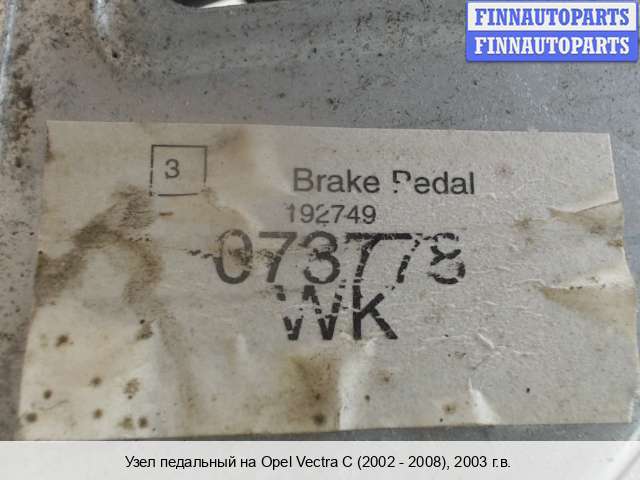 FINNAUTOPARTS
FINNAUTOPARTS
3
Brake Pedal
192749
073778
WK
Узел педальный на Opel Vectra C (2002 - 2008), 2003 г.в.